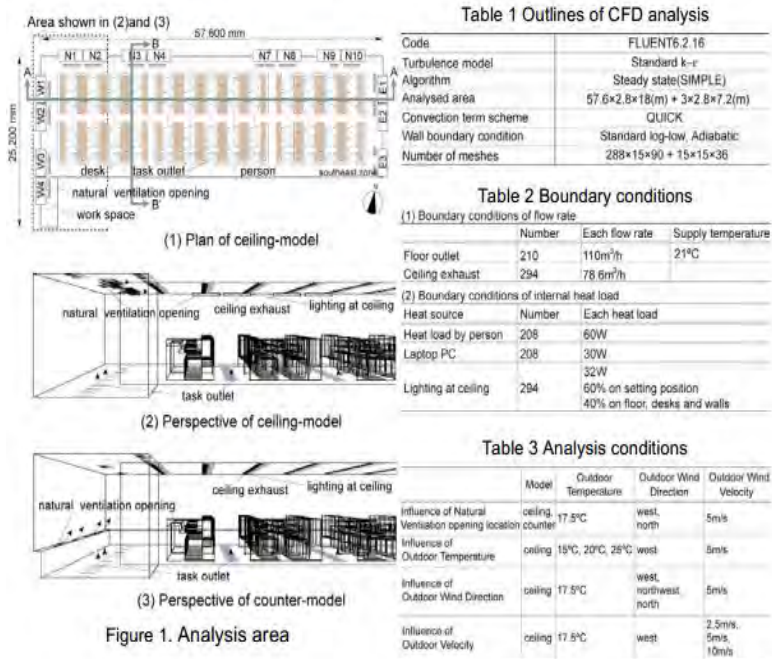 Area shown in (2)and (3)
57,600 mm
B
N1 N2 N3 N4 N7 N8 N9 N10
A A
W1 E1
W2 E2
25,200 mm
W3 E3
desk task outlet person southeast zone
W4
natural ventilation opening
work space
B'
(1) Plan of ceiling-model
natural ventilation opening ceiling exhaust lighting at ceiling
task outlet
(2) Perspective of ceiling-model
natural ventilation opening ceiling exhaust lighting at ceiling
task outlet
(3) Perspective of counter-model
Figure 1. Analysis area
Table 1 Outlines of CFD analysis
Code FLUENT6.2.16
Turbulence model Standard k-ε
Algorithm Steady state(SIMPLE)
Analysed area 57.6×2.8×18(m) + 3×2.8×7.2(m)
Convection term scheme QUICK
Wall boundary condition Standard log-low, Adiabatic
Number of meshes 288×15×90 + 15×15×36
Table 2 Boundary conditions
(1) Boundary conditions of flow rate
Number Each flow rate Supply temperature
Floor outlet 210 110m³/h 21ºC
Ceiling exhaust 294 78.6m³/h
(2) Boundary conditions of internal heat load
Heat source Number Each heat load
Heat load by person 208 60W
Laptop PC 208 30W
32W
Lighting at ceiling 294 60% on setting position
40% on floor, desks and walls
Table 3 Analysis conditions
Model Outdoor Temperature Outdoor Wind Direction Outdoor Wind Velocity
Influence of Natural Ventilation opening location ceiling, counter 17.5ºC west, north 5m/s
Influence of Outdoor Temperature ceiling 15ºC, 20ºC, 25ºC west 5m/s
Influence of Outdoor Wind Direction ceiling 17.5ºC west, northwest north 5m/s
Influence of Outdoor Velocity ceiling 17.5ºC west 2.5m/s, 5m/s, 10m/s